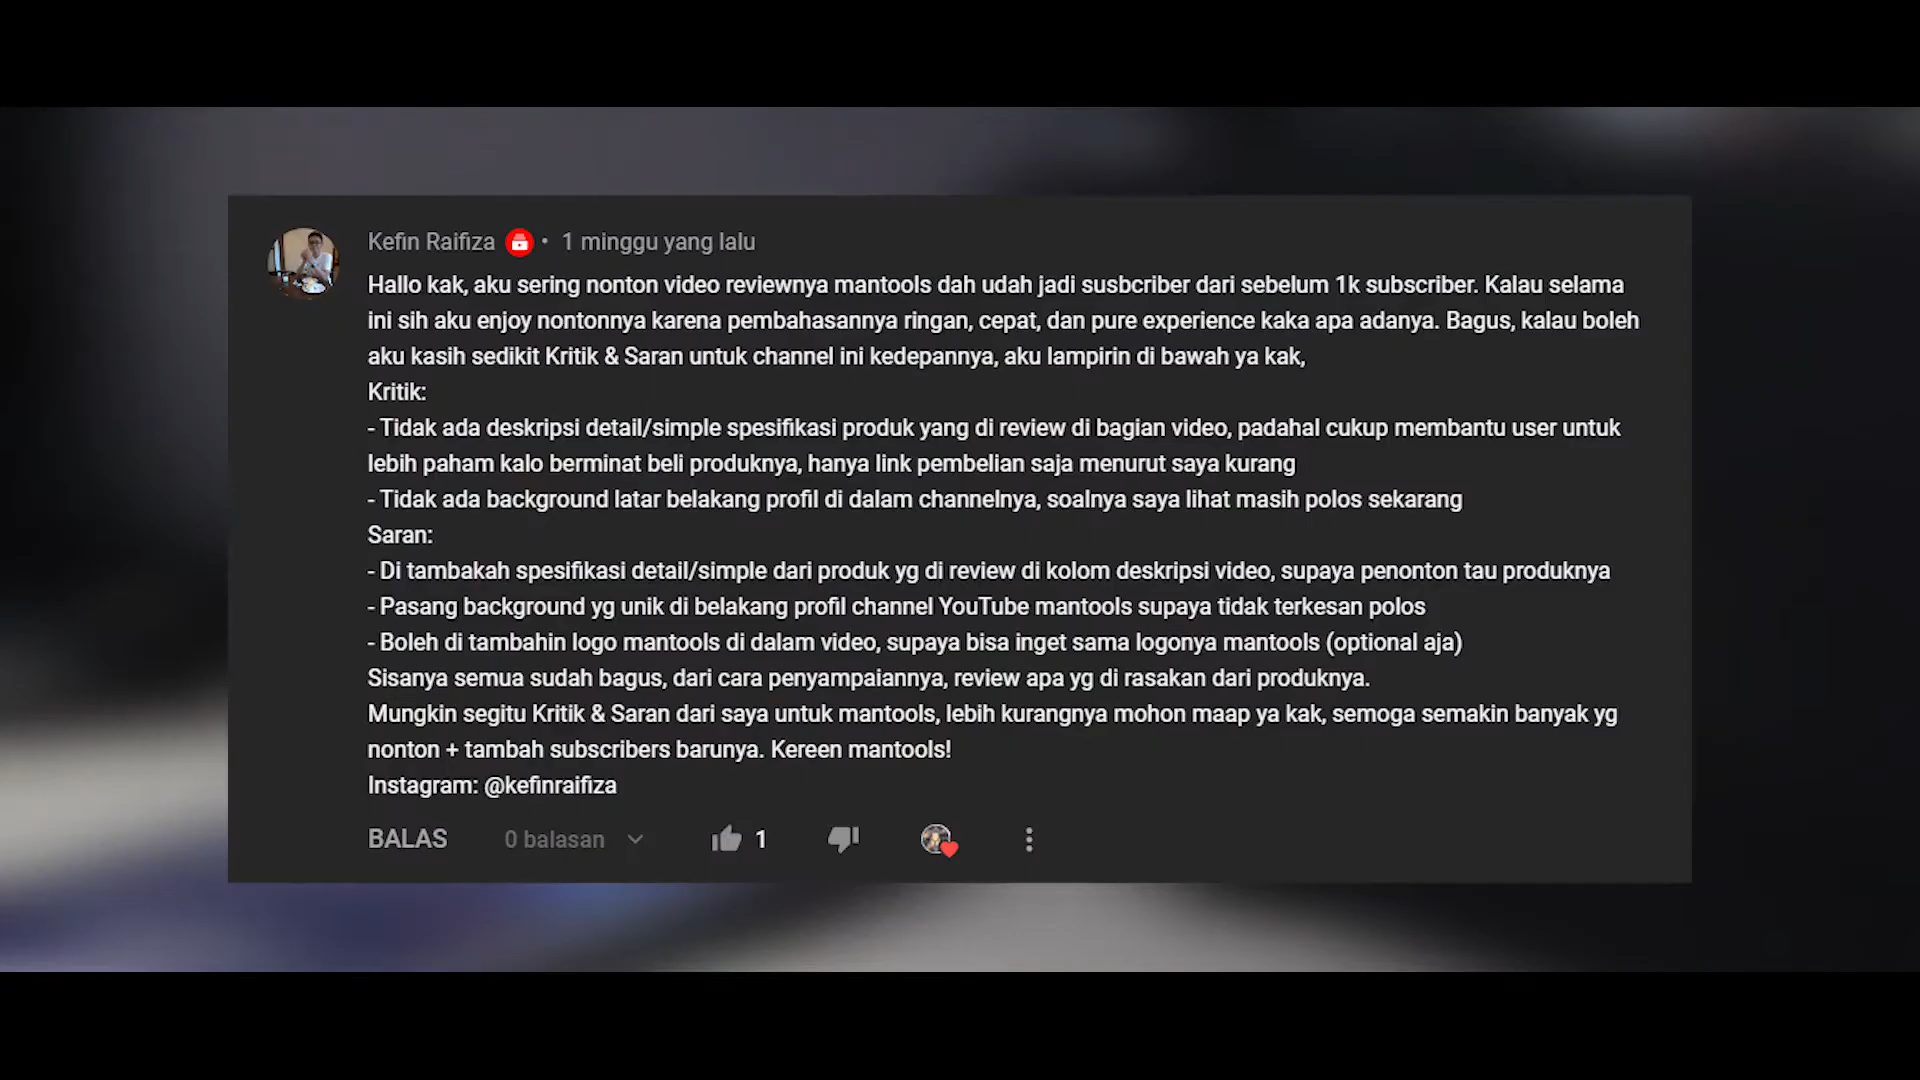 Kefin Raifiza • 1 minggu yang lalu
Hallo kak, aku sering nonton video reviewnya mantools dah udah jadi susbcriber dari sebelum 1k subscriber. Kalau selama
ini sih aku enjoy nontonnya karena pembahasannya ringan, cepat, dan pure experience kaka apa adanya. Bagus, kalau boleh
aku kasih sedikit Kritik & Saran untuk channel ini kedepannya, aku lampirin di bawah ya kak,
Kritik:
- Tidak ada deskripsi detail/simple spesifikasi produk yang di review di bagian video, padahal cukup membantu user untuk
lebih paham kalo berminat beli produknya, hanya link pembelian saja menurut saya kurang
- Tidak ada background latar belakang profil di dalam channelnya, soalnya saya lihat masih polos sekarang
Saran:
- Di tambakah spesifikasi detail/simple dari produk yg di review di kolom deskripsi video, supaya penonton tau produknya
- Pasang background yg unik di belakang profil channel YouTube mantools supaya tidak terkesan polos
- Boleh di tambahin logo mantools di dalam video, supaya bisa inget sama logonya mantools (optional aja)
Sisanya semua sudah bagus, dari cara penyampaiannya, review apa yg di rasakan dari produknya.
Mungkin segitu Kritik & Saran dari saya untuk mantools, lebih kurangnya mohon maap ya kak, semoga semakin banyak yg
nonton + tambah subscribers barunya. Kereen mantools!
Instagram: @kefinraifiza
BALAS 0 balasan 1